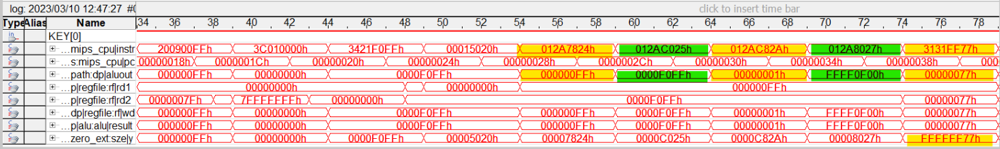 log: 2023/03/10 12:47:27 #0 click to insert time bar
Type Alias Name 34 36 38 40 42 44 46 48 50 52 54 56 58 60 62 64 66 68 70 72 74 76 78
in KEY[0]
...mips_cpu|instr 200900FFh 3C010000h 3421F0FFh 00015020h 012A7824h 012AC025h 012AC82Ah 012A8027h 3131FF77h
...s:mips_cpu|pc 00000018h 0000001Ch 00000020h 00000024h 00000028h 0000002Ch 00000030h 00000034h 00000038h 000
...path:dp|aluout 000000FFh 00000000h 0000F0FFh 000000FFh 0000F0FFh 00000001h FFFF0F00h 00000077h
...p|regfile:rf|rd1 00000000h 00000000h 000000FFh
...p|regfile:rf|rd2 0000007Fh 7FFFFFFFh 00000000h 0000F0FFh 00000077h
...dp|regfile:rf|wd 000000FFh 00000000h 0000F0FFh 000000FFh 0000F0FFh 00000001h FFFF0F00h 00000077h
...p|alu:alu|result 000000FFh 00000000h 0000F0FFh 000000FFh 0000F0FFh 00000001h FFFF0F00h 00000077h
...zero_ext:sze|y 000000FFh 00000000h 0000F0FFh 00005020h 00007824h 0000C025h 0000C82Ah 00008027h FFFFFF77h